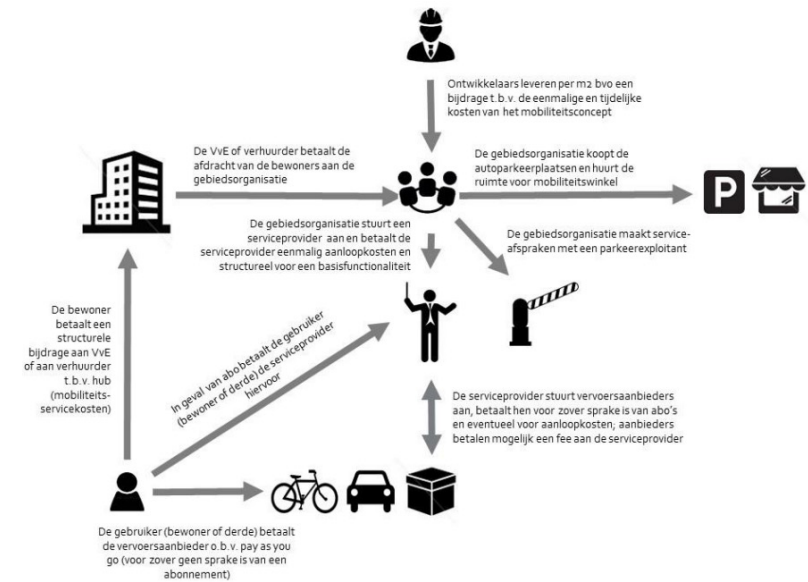 Ontwikkelaars leveren per m2 bvo een
bijdrage t.b.v. de eenmalige en tijdelijke
kosten van het mobiliteitsconcept
De VvE of verhuurder betaalt de
afdracht van de bewoners aan de
gebiedsorganisatie
De gebiedsorganisatie koopt de
autoparkeerplaatsen en huurt de
ruimte voor mobiliteitswinkel
P
De gebiedsorganisatie stuurt een
serviceprovider aan en betaalt de
serviceprovider eenmalig aanloopkosten en
structureel voor een basisfunctionaliteit
De gebiedsorganisatie maakt service-
afspraken met een parkeerexploitant
De bewoner
betaalt een
structurele
bijdrage aan VvE
of aan verhuurder
t.b.v. hub
(mobiliteits-
servicekosten)
In geval van abo betaalt de gebruiker
(bewoner of derde) de serviceprovider
hiervoor
De serviceprovider stuurt vervoersaanbieders
aan, betaalt hen voor zover sprake is van abo's
en eventueel voor aanloopkosten; aanbieders
betalen mogelijk een fee aan de serviceprovider
De gebruiker (bewoner of derde) betaalt
de vervoersaanbieder o.b.v. pay as you
go (voor zover geen sprake is van een
abonnement)